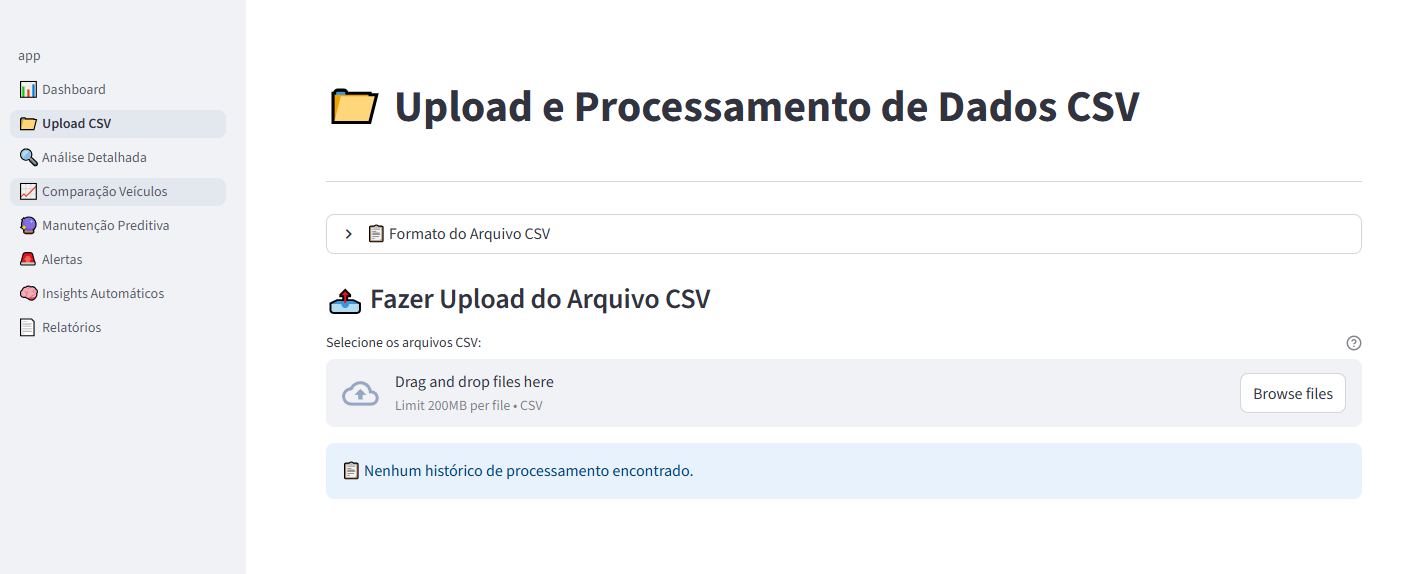 app
Dashboard
Upload CSV
Análise Detalhada
Comparação Veículos
Manutenção Preditiva
Alertas
Insights Automáticos
Relatórios
Upload e Processamento de Dados CSV
Formato do Arquivo CSV
Fazer Upload do Arquivo CSV
Selecione os arquivos CSV:
Drag and drop files here
Limit 200MB per file • CSV
Browse files
Nenhum histórico de processamento encontrado.